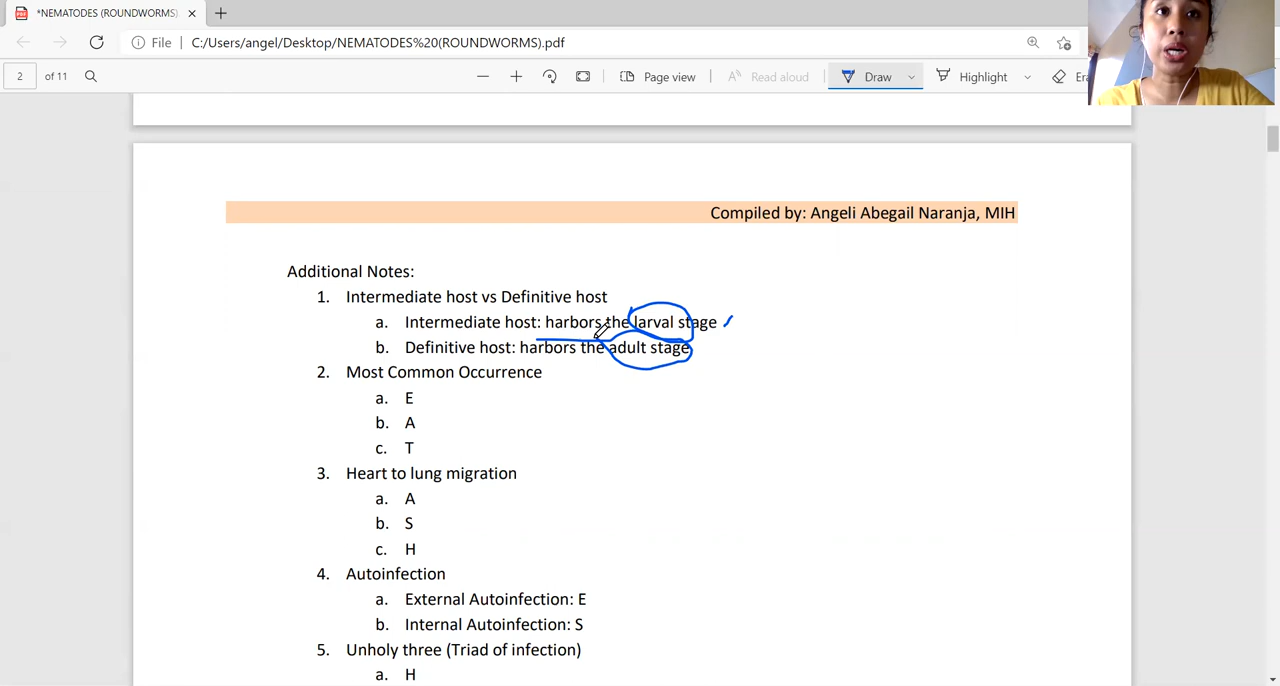 *NEMATODES (ROUNDWORMS)
File C:/Users/angel/Desktop/NEMATODES%20(ROUNDWORMS).pdf
2 of 11 Page view Read aloud Draw Highlight
Compiled by: Angeli Abegail Naranja, MIH
Additional Notes:
1. Intermediate host vs Definitive host
a. Intermediate host: harbors the larval stage
b. Definitive host: harbors the adult stage
2. Most Common Occurrence
a. E
b. A
c. T
3. Heart to lung migration
a. A
b. S
c. H
4. Autoinfection
a. External Autoinfection: E
b. Internal Autoinfection: S
5. Unholy three (Triad of infection)
a. H